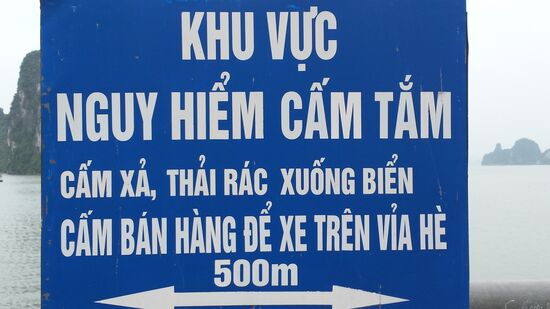 KHU VỰC
NGUY HIỂM CẤM TẮM
CẤM XẢ, THẢI RÁC XUỐNG BIỂN
CẤM BÁN HÀNG ĐỂ XE TRÊN VỈA HÈ
500m